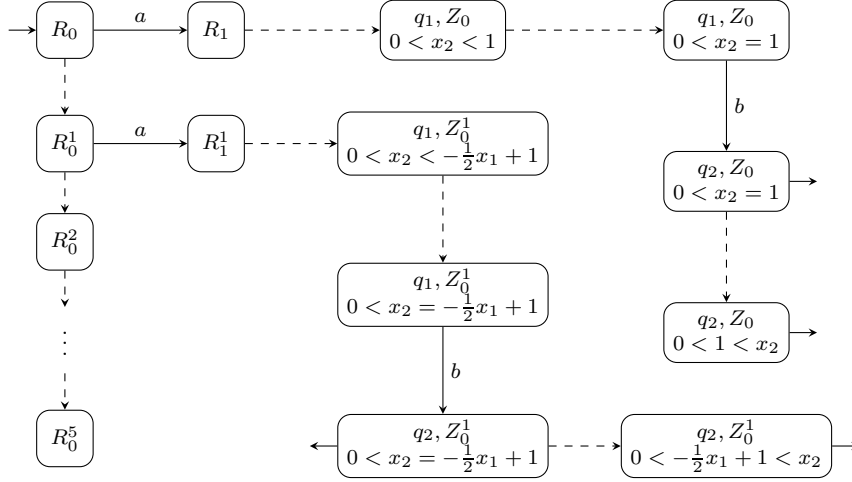 R_0 a R_1 q_1, Z_0 q_1, Z_0
0 < x_2 < 1 0 < x_2 = 1
b
R_0^1 a R_1^1 q_1, Z_0^1
0 < x_2 < -\frac{1}{2}x_1 + 1
q_2, Z_0
0 < x_2 = 1
R_0^2
q_1, Z_0^1
0 < x_2 = -\frac{1}{2}x_1 + 1
q_2, Z_0
0 < 1 < x_2
⋮
b
R_0^5 q_2, Z_0^1 q_2, Z_0^1
0 < x_2 = -\frac{1}{2}x_1 + 1 0 < -\frac{1}{2}x_1 + 1 < x_2